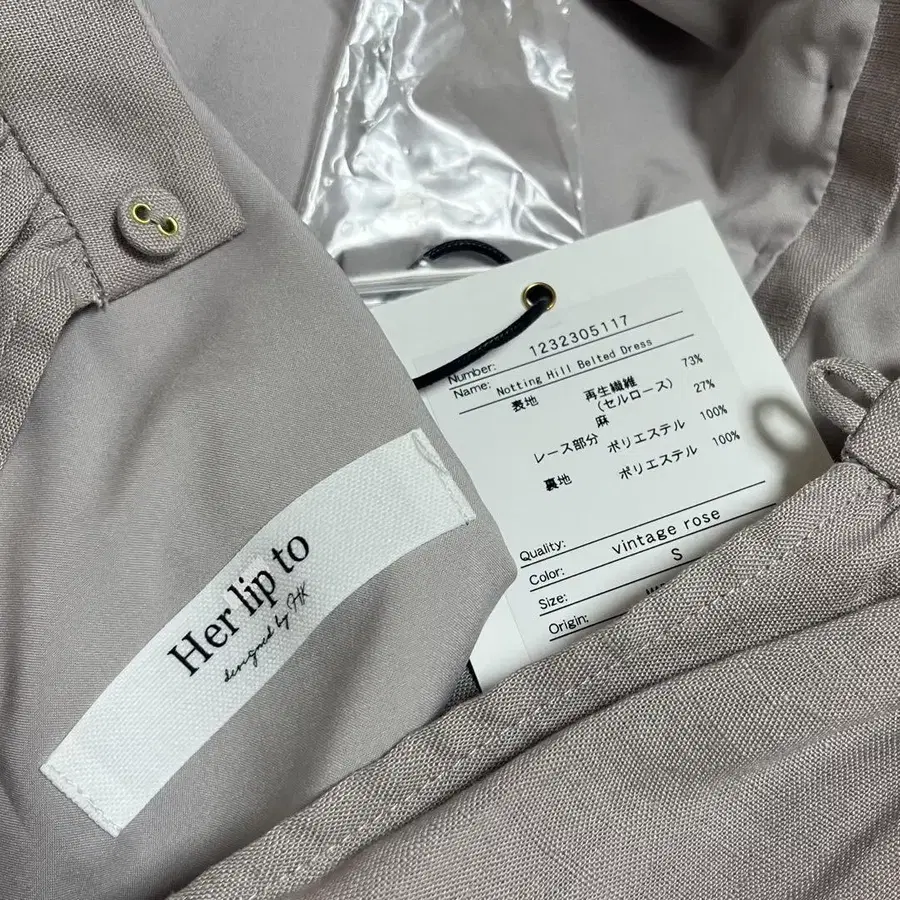 Her lip to
designed by HK
Number: 1232305117
Name: Notting Hill Belted Dress
表地 再生繊維 73%
(セルロース)
麻 27%
レース部分 ポリエステル 100%
裏地 ポリエステル 100%
Quality:
Color: vintage rose
Size: S
Origin: